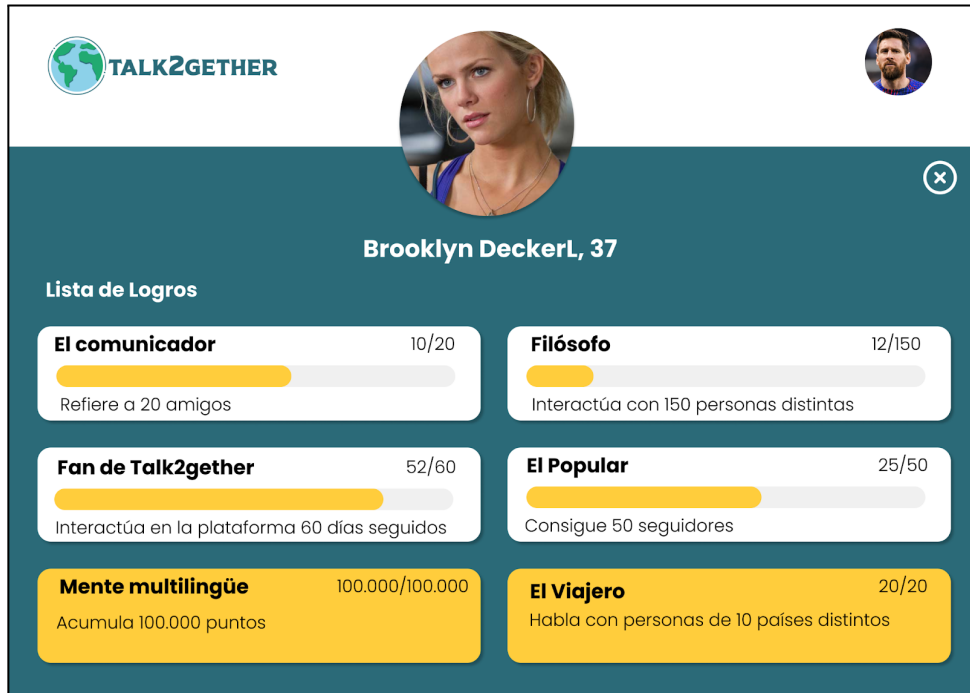 TALK2GETHER
Brooklyn DeckerL, 37
Lista de Logros
El comunicador 10/20
Refiere a 20 amigos
Filósofo 12/150
Interactúa con 150 personas distintas
Fan de Talk2gether 52/60
Interactúa en la plataforma 60 días seguidos
El Popular 25/50
Consigue 50 seguidores
Mente multilingüe 100.000/100.000
Acumula 100.000 puntos
El Viajero 20/20
Habla con personas de 10 países distintos